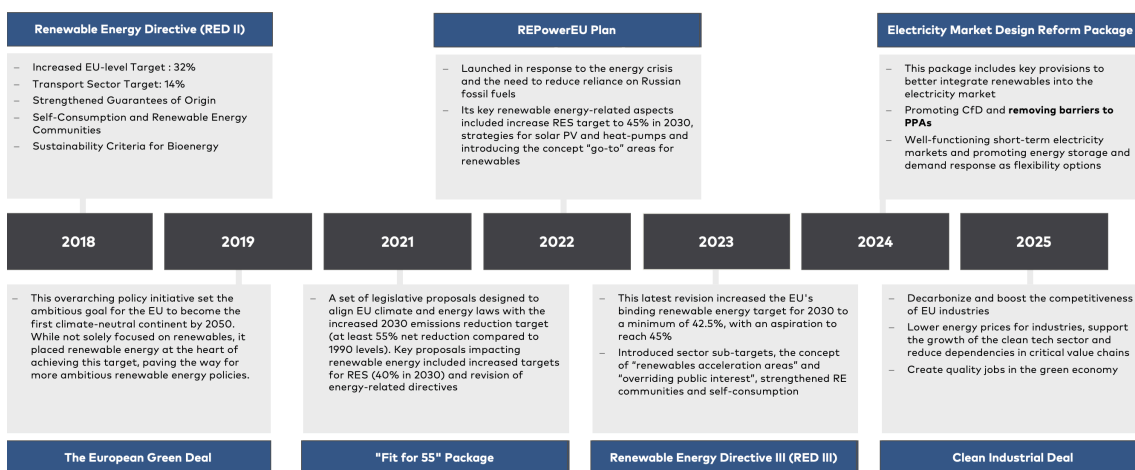 Renewable Energy Directive (RED II)
– Increased EU-level Target : 32%
– Transport Sector Target: 14%
– Strengthened Guarantees of Origin
– Self-Consumption and Renewable Energy
Communities
– Sustainability Criteria for Bioenergy
REPowerEU Plan
– Launched in response to the energy crisis
and the need to reduce reliance on Russian
fossil fuels
– Its key renewable energy-related aspects
included increase RES target to 45% in 2030,
strategies for solar PV and heat-pumps and
introducing the concept "go-to" areas for
renewables
Electricity Market Design Reform Package
– This package includes key provisions to
better integrate renewables into the
electricity market
– Promoting CfD and removing barriers to
PPAs
– Well-functioning short-term electricity
markets and promoting energy storage and
demand response as flexibility options
2018
2019
2021
2022
2023
2024
2025
– This overarching policy initiative set the
ambitious goal for the EU to become the
first climate-neutral continent by 2050.
While not solely focused on renewables, it
placed renewable energy at the heart of
achieving this target, paving the way for
more ambitious renewable energy policies.
The European Green Deal
– A set of legislative proposals designed to
align EU climate and energy laws with the
increased 2030 emissions reduction target
(at least 55% net reduction compared to
1990 levels). Key proposals impacting
renewable energy included increased targets
for RES (40% in 2030) and revision of
energy-related directives
"Fit for 55" Package
– This latest revision increased the EU's
binding renewable energy target for 2030 to
a minimum of 42.5%, with an aspiration to
reach 45%
– Introduced sector sub-targets, the concept
of "renewables acceleration areas" and
"overriding public interest", strengthened RE
communities and self-consumption
Renewable Energy Directive III (RED III)
– Decarbonize and boost the competitiveness
of EU industries
– Lower energy prices for industries, support
the growth of the clean tech sector and
reduce dependencies in critical value chains
– Create quality jobs in the green economy
Clean Industrial Deal